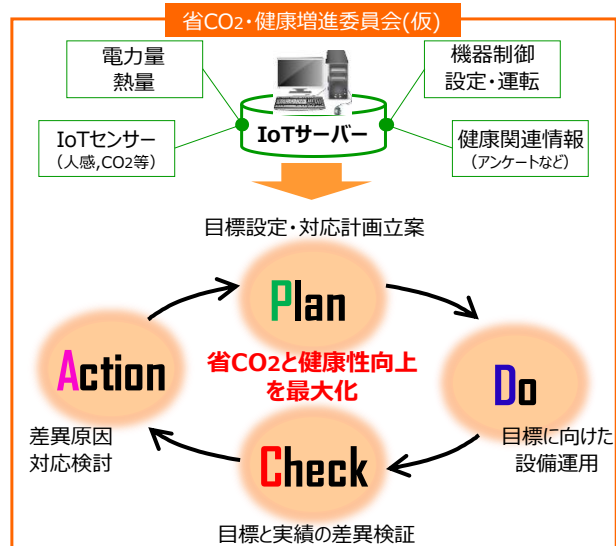 省CO2・健康増進委員会(仮)
電力量
熱量
機器制御
設定・運転
IoTサーバー
IoTセンサー
（人感,CO2等）
健康関連情報
（アンケートなど）
目標設定・対応計画立案
Plan
Action
省CO2と健康性向上
を最大化
Do
差異原因
対応検討
Check
目標に向けた
設備運用
目標と実績の差異検証